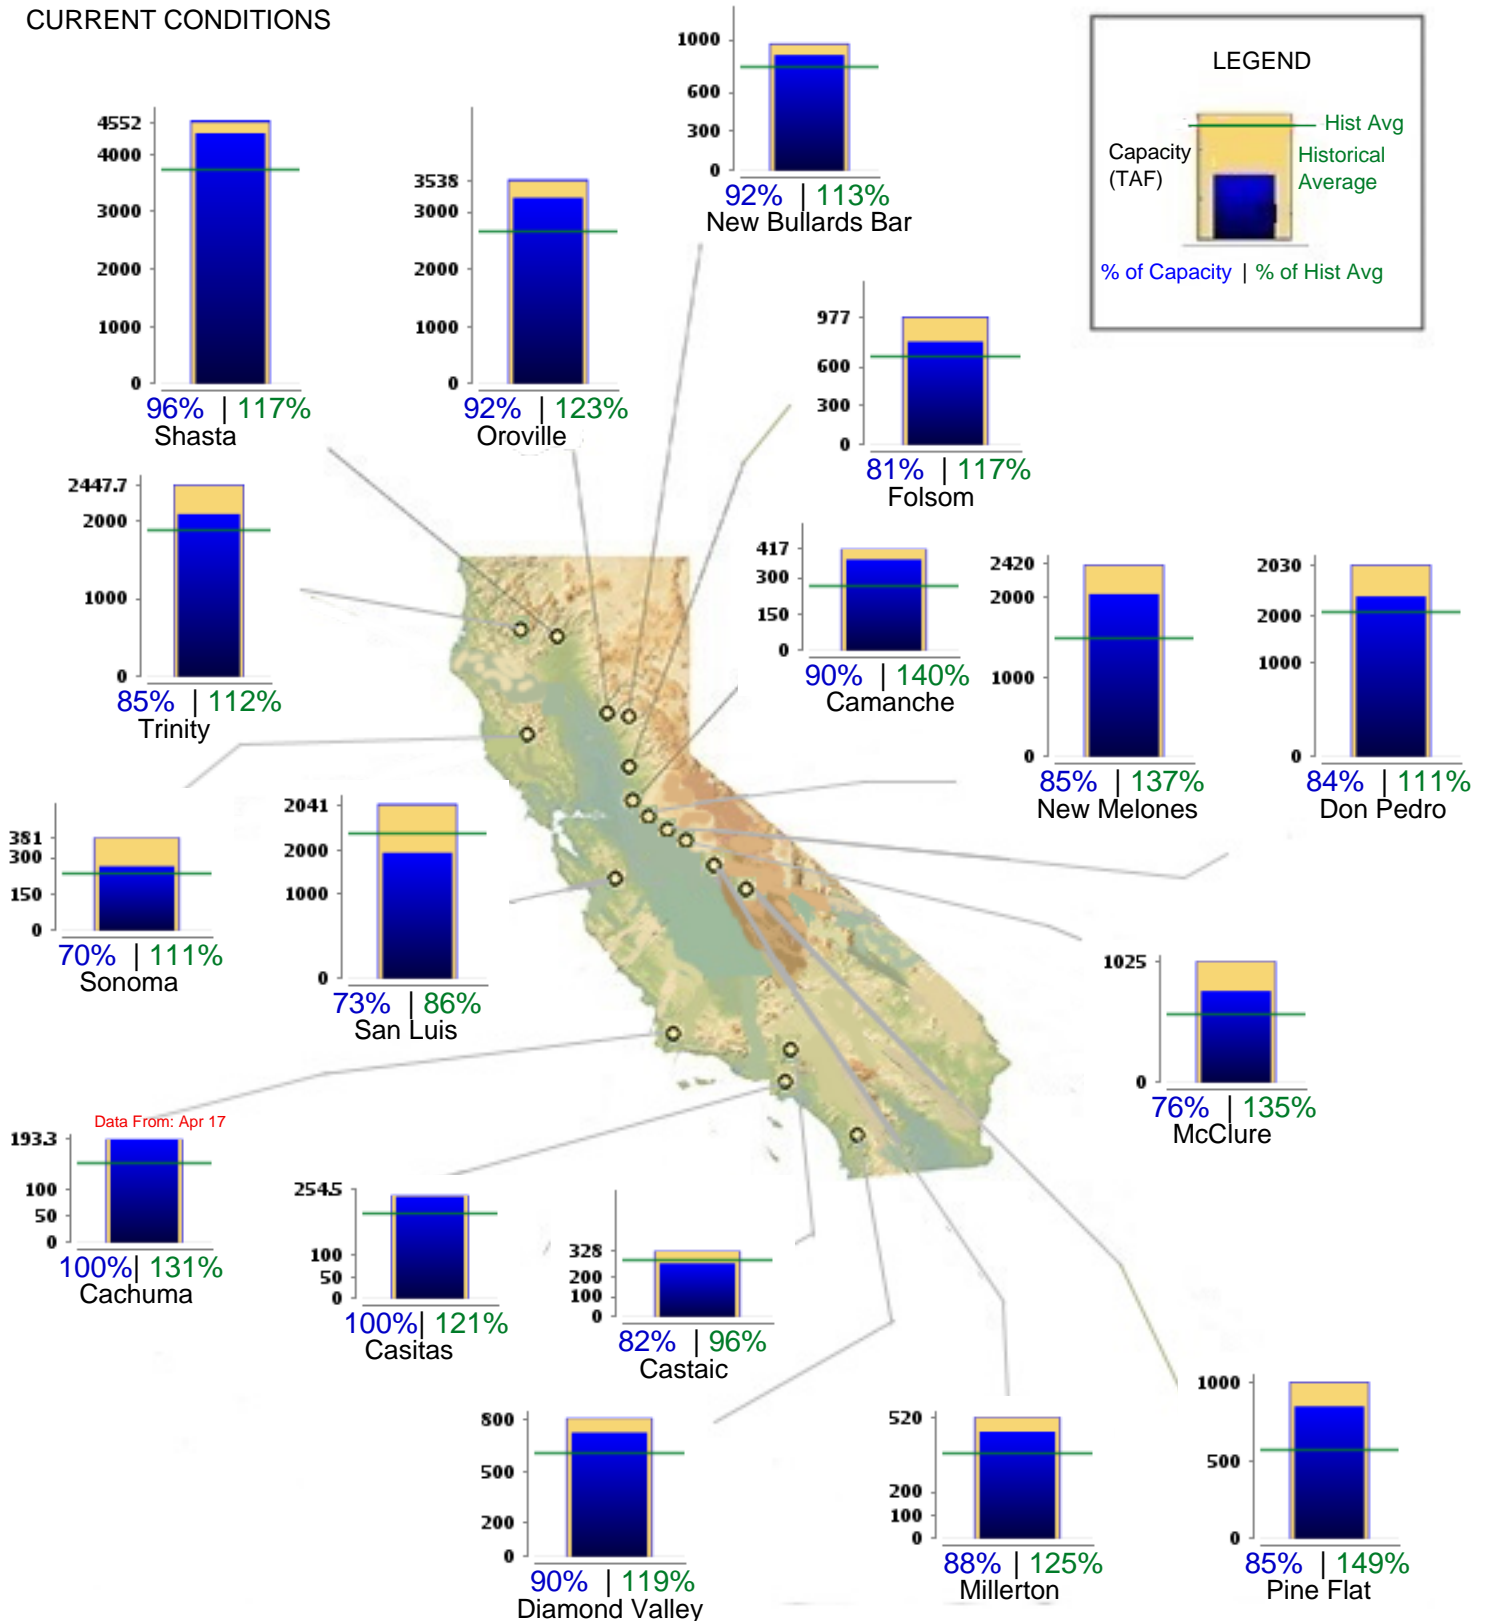 CURRENT CONDITIONS
1000
600
300
0
92% | 113%
New Bullards Bar
LEGEND
Hist Avg
Capacity
(TAF)
Historical
Average
% of Capacity | % of Hist Avg
4552
4000
3000
2000
1000
0
96% | 117%
Shasta
3538
3000
2000
1000
0
92% | 123%
Oroville
977
600
300
0
81% | 117%
Folsom
2447.7
2000
1000
0
85% | 112%
Trinity
417
300
150
0
90% | 140%
Camanche
2420
2000
1000
0
85% | 137%
New Melones
2030
2000
1000
0
84% | 111%
Don Pedro
381
300
150
0
70% | 111%
Sonoma
2041
2000
1000
0
73% | 86%
San Luis
1025
0
76% | 135%
McClure
Data From: Apr 17
193.3
100
50
0
100% | 131%
Cachuma
254.5
100
50
0
100% | 121%
Casitas
328
200
100
0
82% | 96%
Castaic
800
500
200
0
90% | 119%
Diamond Valley
520
200
100
0
88% | 125%
Millerton
1000
500
0
85% | 149%
Pine Flat